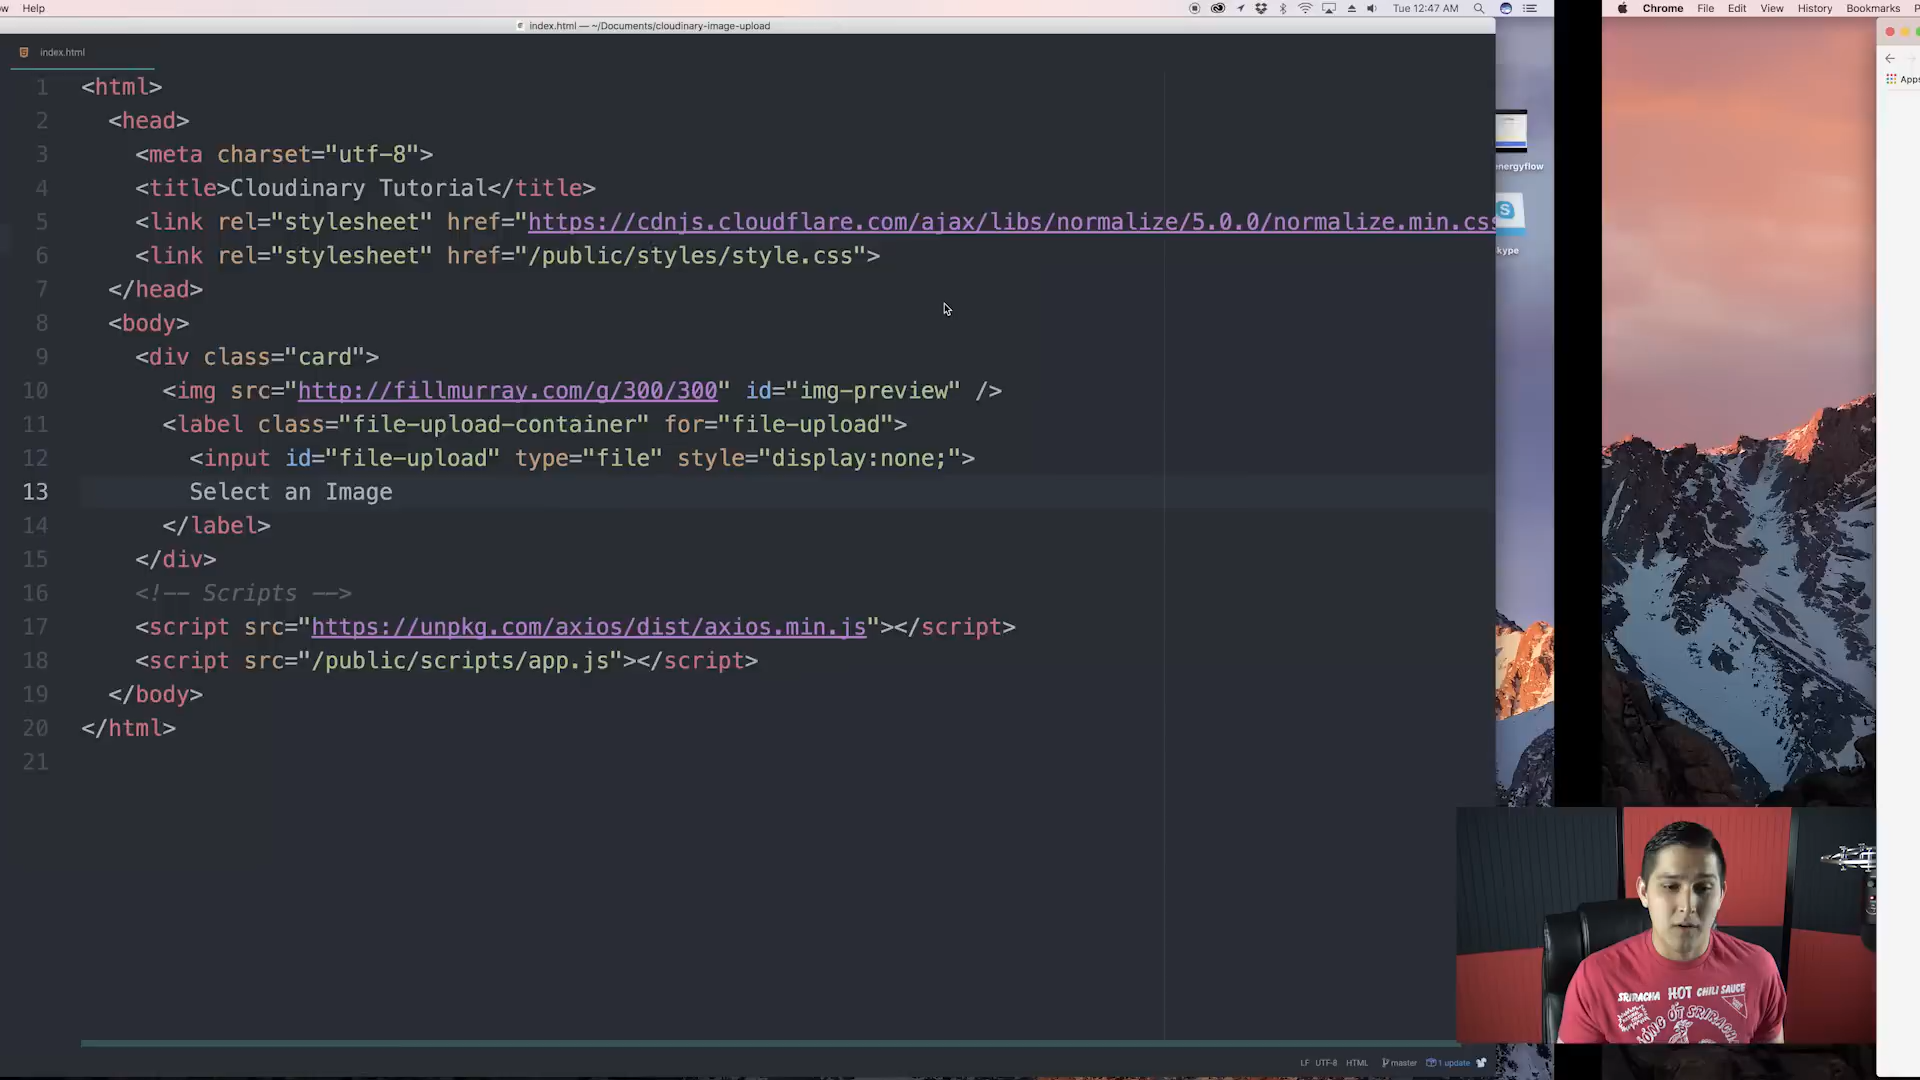 Help
Tue 12:47 AM
Chrome File Edit View History Bookmarks
index.html — ~/Documents/cloudinary-image-upload
index.html
Apps
1 <html>
2 <head>
3 <meta charset="utf-8">
4 <title>Cloudinary Tutorial</title>
5 <link rel="stylesheet" href="https://cdnjs.cloudflare.com/ajax/libs/normalize/5.0.0/normalize.min.css
6 <link rel="stylesheet" href="/public/styles/style.css">
7 </head>
8 <body>
9 <div class="card">
10 <img src="http://fillmurray.com/g/300/300" id="img-preview" />
11 <label class="file-upload-container" for="file-upload">
12 <input id="file-upload" type="file" style="display:none;">
13 Select an Image
14 </label>
15 </div>
16 <!-- Scripts -->
17 <script src="https://unpkg.com/axios/dist/axios.min.js"></script>
18 <script src="/public/scripts/app.js"></script>
19 </body>
20 </html>
21
energyflow
kype
SRIRACHA HOT CHILI SAUCE
LF UTF-8 HTML master 1 update